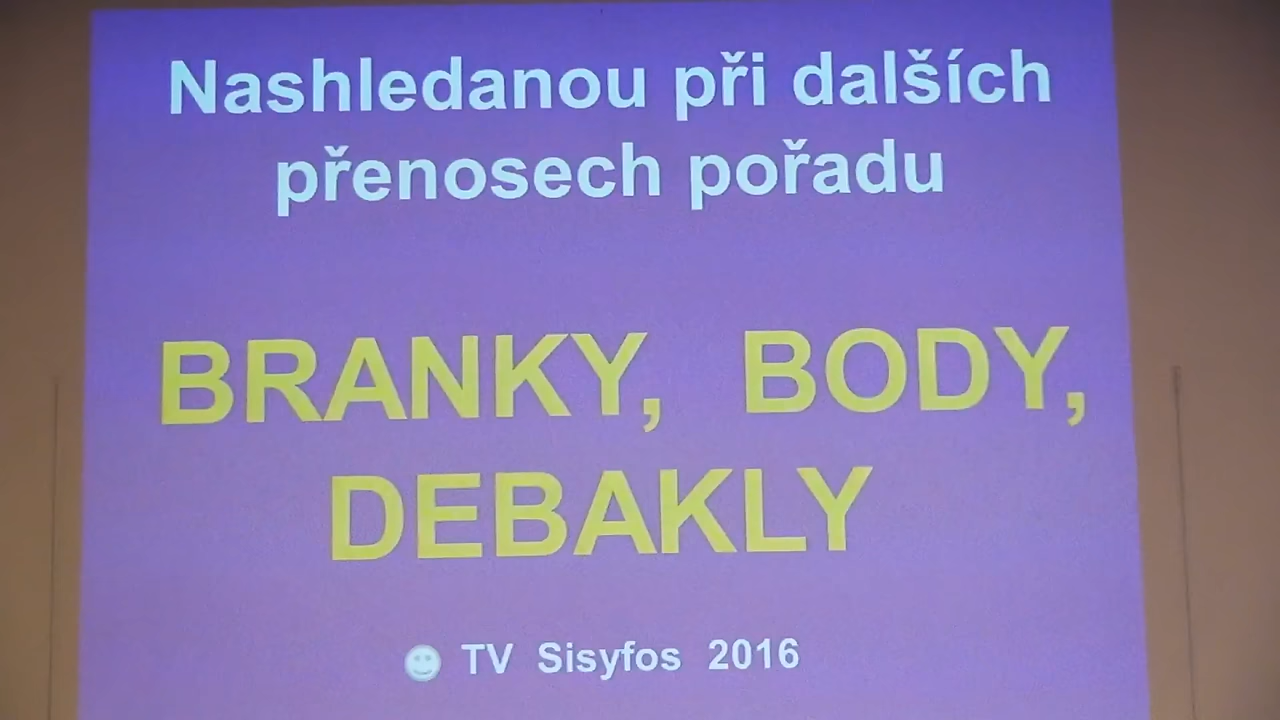 Nashledanou při dalších
přenosech pořadu
BRANKY, BODY,
DEBAKLY
☺ TV Sisyfos 2016